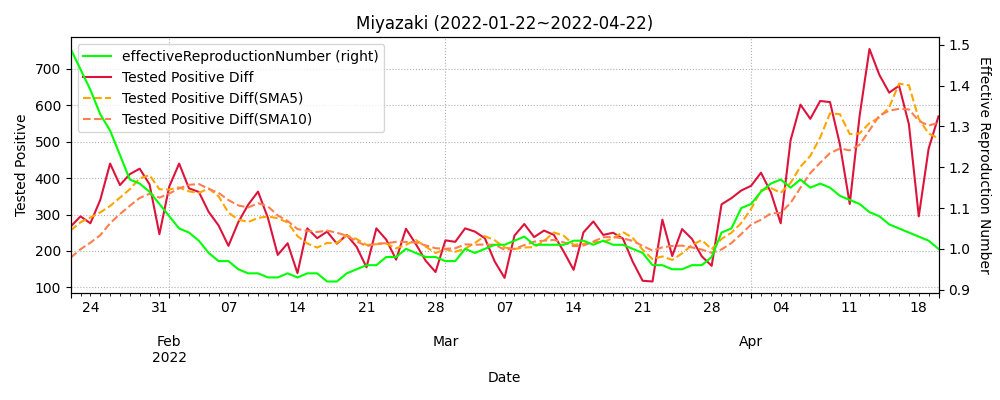 Miyazaki (2022-01-22~2022-04-22)
effectiveReproductionNumber (right)
Tested Positive Diff
Tested Positive Diff(SMA5)
Tested Positive Diff(SMA10)
Tested Positive
700
600
500
400
300
200
100
1.5
1.4
1.3
1.2
1.1
1.0
0.9
Effective Reproduction Number
24 31 07 14 21 28 07 14 21 28 04 11 18
Feb Mar Apr
2022
Date